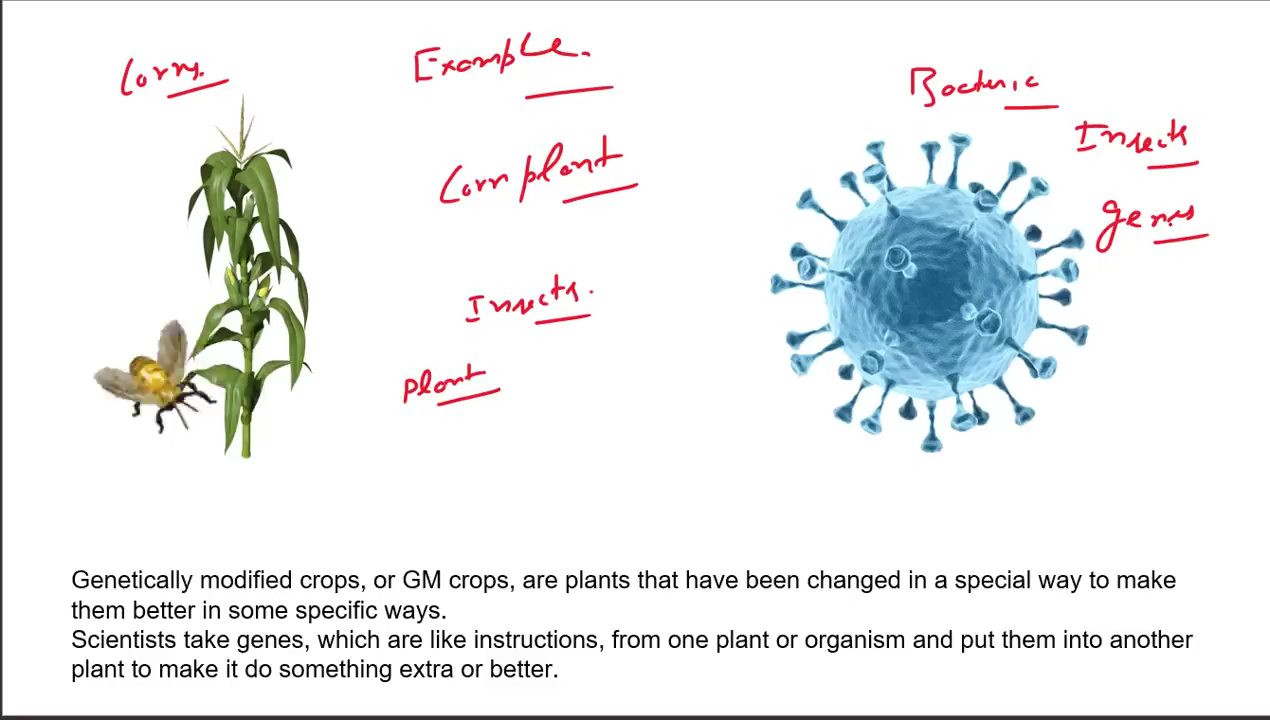 Corn.
Example.
Bacteria
Insects
Corn plant
genes
Insects.
Plant
Genetically modified crops, or GM crops, are plants that have been changed in a special way to make
them better in some specific ways.
Scientists take genes, which are like instructions, from one plant or organism and put them into another
plant to make it do something extra or better.